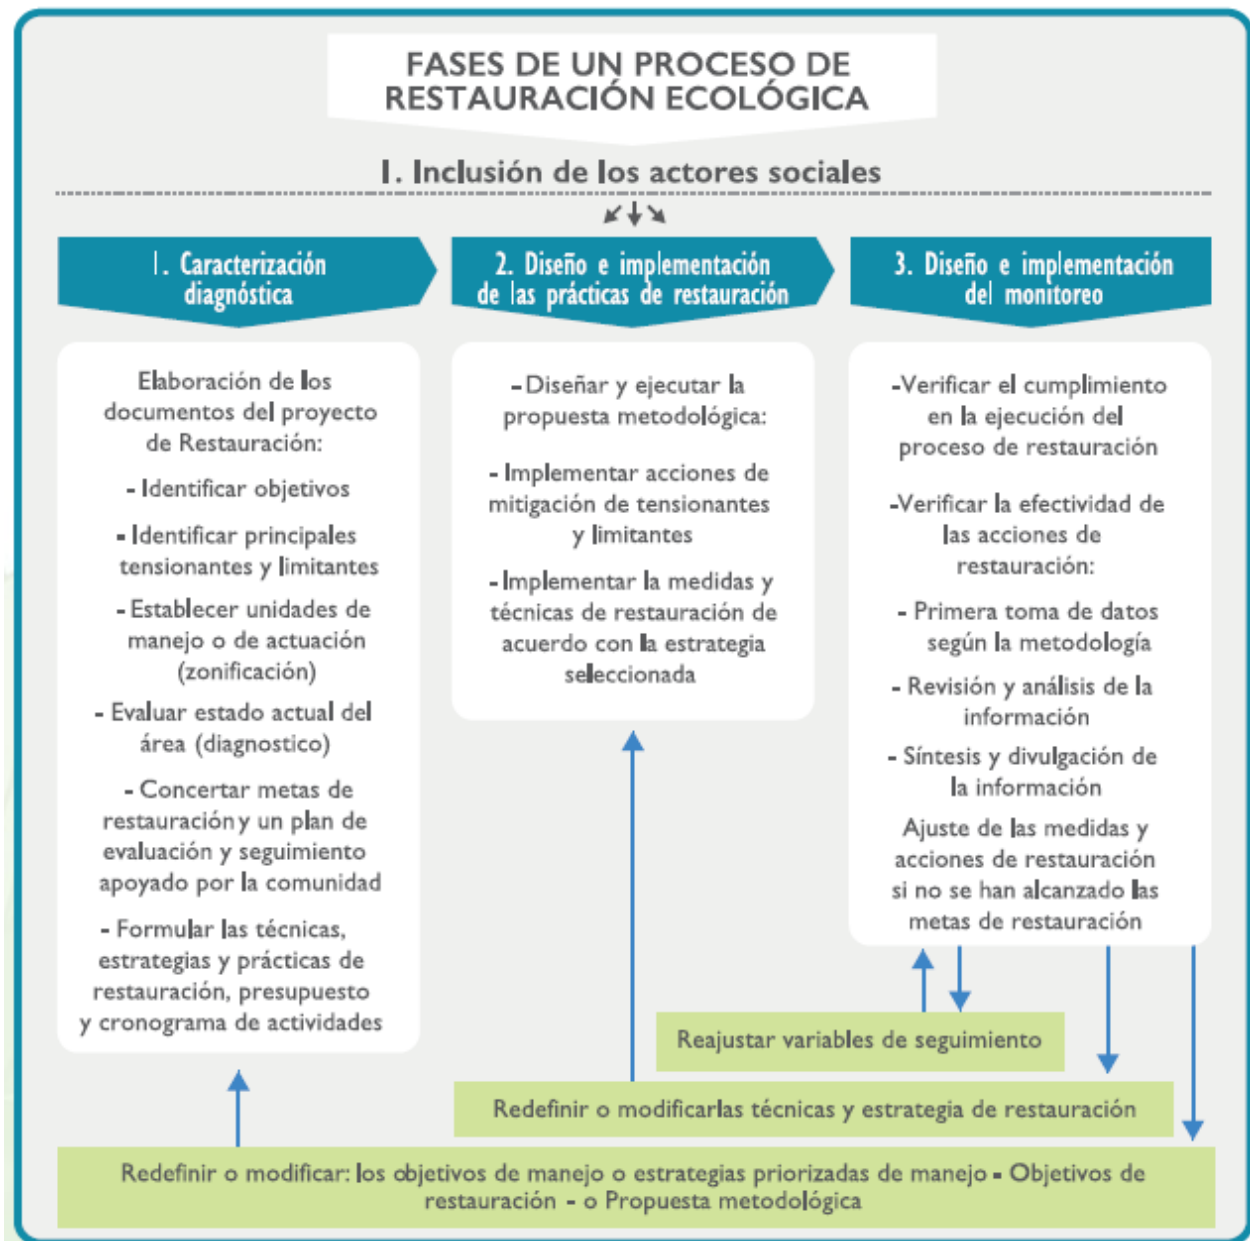 FASES DE UN PROCESO DE
RESTAURACIÓN ECOLÓGICA
1. Inclusión de los actores sociales
1. Caracterización
diagnóstica
Elaboración de los
documentos del proyecto
de Restauración:
- Identificar objetivos
- Identificar principales
tensionantes y limitantes
- Establecer unidades de
manejo o de actuación
(zonificación)
- Evaluar estado actual del
área (diagnostico)
- Concertar metas de
restauración y un plan de
evaluación y seguimiento
apoyado por la comunidad
- Formular las técnicas,
estrategias y prácticas de
restauración, presupuesto
y cronograma de actividades
2. Diseño e implementación
de las prácticas de restauración
- Diseñar y ejecutar la
propuesta metodológica:
- Implementar acciones de
mitigación de tensionantes
y limitantes
- Implementar la medidas y
técnicas de restauración de
acuerdo con la estrategia
seleccionada
3. Diseño e implementación
del monitoreo
-Verificar el cumplimiento
en la ejecución del
proceso de restauración
-Verificar la efectividad de
las acciones de
restauración:
- Primera toma de datos
según la metodología
- Revisión y análisis de la
información
- Síntesis y divulgación de
la información
Ajuste de las medidas y
acciones de restauración
si no se han alcanzado las
metas de restauración
Reajustar variables de seguimiento
Redefinir o modificarlas técnicas y estrategia de restauración
Redefinir o modificar: los objetivos de manejo o estrategias priorizadas de manejo - Objetivos de
restauración - o Propuesta metodológica